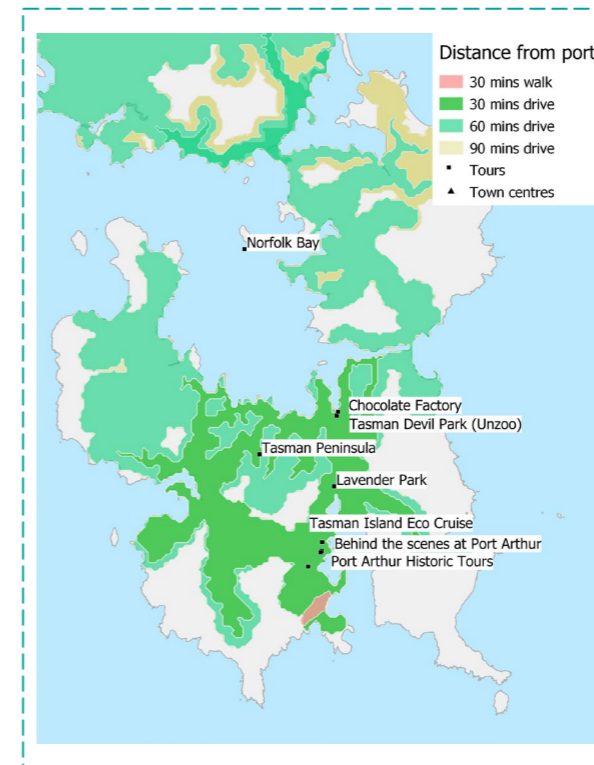 Distance from port
30 mins walk
30 mins drive
60 mins drive
90 mins drive
Tours
Town centres
Norfolk Bay
Chocolate Factory
Tasman Devil Park (Unzoo)
Tasman Peninsula
Lavender Park
Tasman Island Eco Cruise
Behind the scenes at Port Arthur
Port Arthur Historic Tours